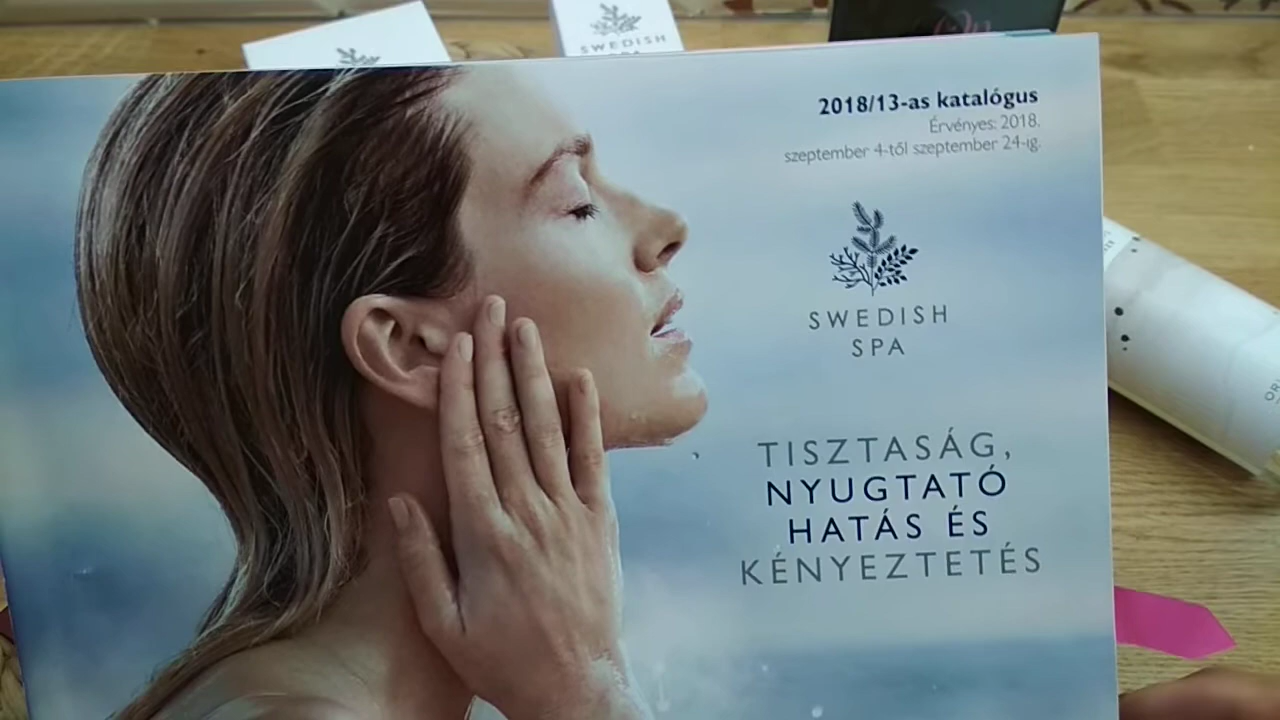 SWEDISH
2018/13-as katalógus
Érvényes: 2018.
szeptember 4-től szeptember 24-ig.
SWEDISH
SPA
TISZTASÁG,
NYUGTATÓ
HATÁS ÉS
KÉNYEZTETÉS